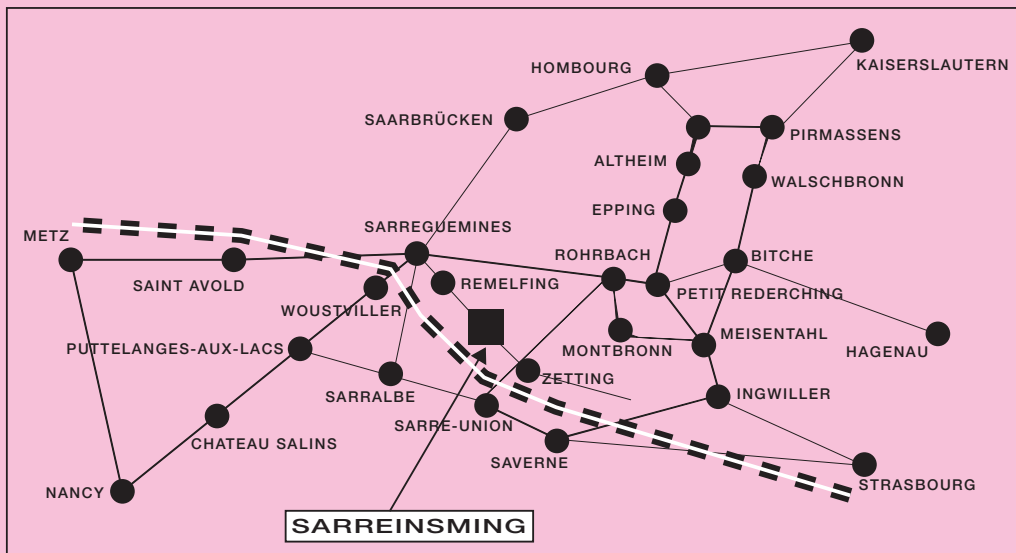 HOMBOURG
KAISERSLAUTERN
SAARBRÜCKEN
PIRMASSENS
ALTHEIM
WALSCHBRONN
EPPING
SARREGUEMINES
METZ
ROHRBACH
BITCHE
SAINT AVOLD
REMELFING
PETIT REDERCHING
WOUSTVILLER
MEISENTAHL
PUTTELANGES-AUX-LACS
MONTBRONN
HAGENAU
ZETTING
SARRALBE
INGWILLER
SARRE-UNION
CHATEAU SALINS
SAVERNE
STRASBOURG
NANCY
SARREINSMING